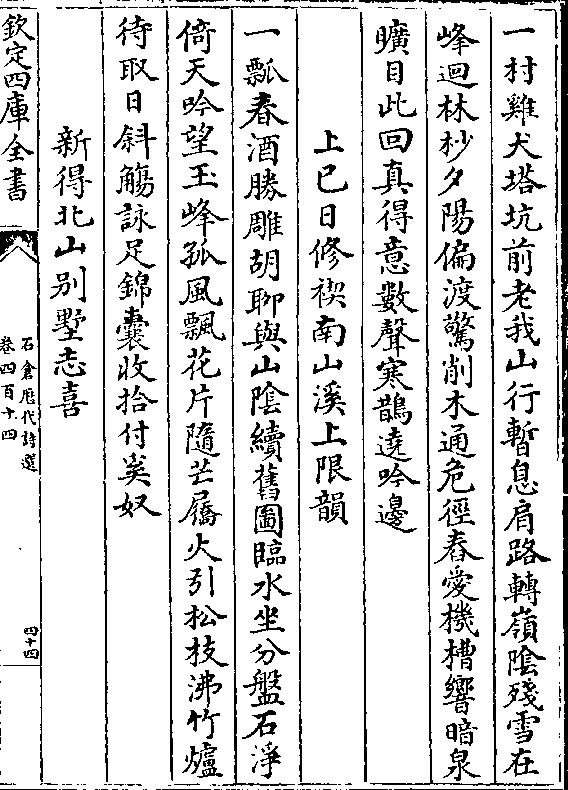 一村雞犬塔坑前老我山行暫息肩路轉嶺陰殘雪在
峰迴林杪夕陽偏渡驚削木通危徑舂愛機槽響暗泉
曠目此回真得意數聲寒鵲遶吟邊
上巳日修禊南山溪上限韻
一瓢春酒勝雕胡聊與山陰續舊圖臨水坐分盤石淨
倚天吟望玉峰孤風飄花片隨芒屩火引松枝沸竹爐
待取日斜觴詠足錦囊收拾付奚奴
新得北山别墅志喜
欽定四庫全書
石倉歴代詩選
卷四百十四
四十四